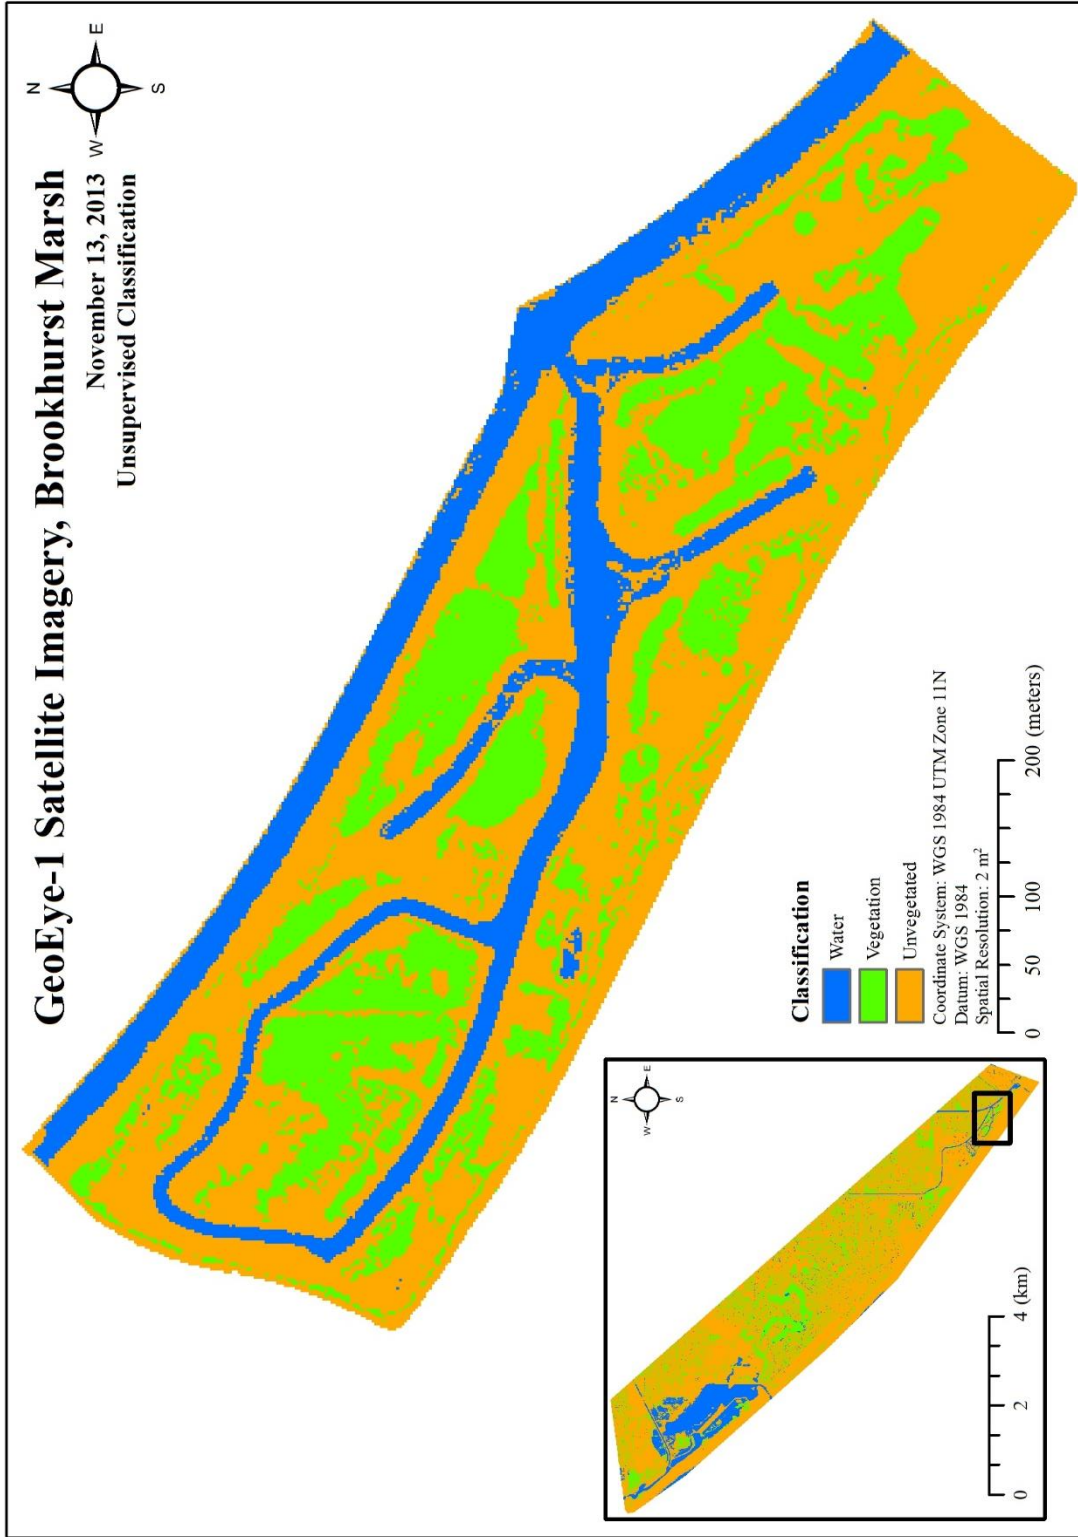 GeoEye-1 Satellite Imagery, Brookhurst Marsh
November 13, 2013
Unsupervised Classification
N
W
E
S
Classification
Water
Vegetation
Unvegetated
Coordinate System: WGS 1984 UTM Zone 11N
Datum: WGS 1984
Spatial Resolution: 2 m²
0 50 100 200 (meters)
N
W
E
S
0 2 4 (km)